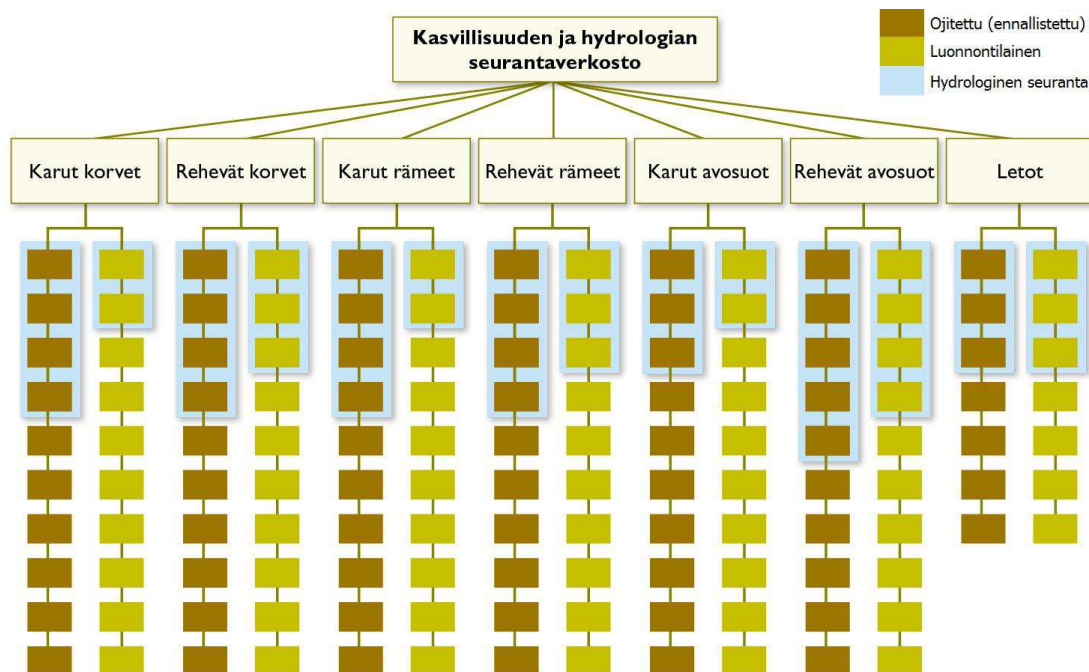 Kasvillisuuden ja hydrologian
seurantaverkosto
Ojitettu (ennallistettu)
Luonnontilainen
Hydrologinen seuranta
Karut korvet
Rehevät korvet
Karut rämeet
Rehevät rämeet
Karut avosuot
Rehevät avosuot
Letot